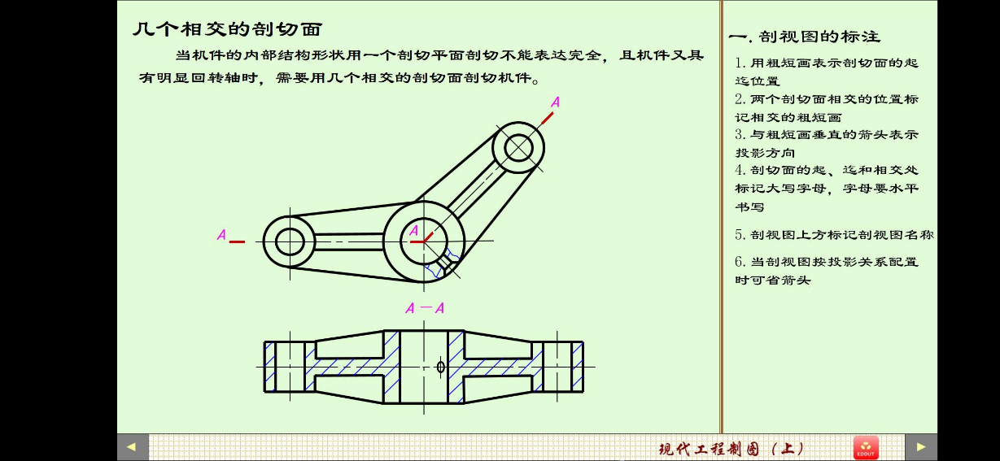 几个相交的剖切面
当机件的内部结构形状用一个剖切平面剖切不能表达完全，且机件又具
有明显回转轴时，需要用几个相交的剖切面剖切机件。
A
A
A
A－A
一.剖视图的标注
1.用粗短画表示剖切面的起
迄位置
2.两个剖切面相交的位置标
记相交的粗短画
3.与粗短画垂直的箭头表示
投影方向
4.剖切面的起、迄和相交处
标记大写字母，字母要水平
书写
5.剖视图上方标记剖视图名称
6.当剖视图按投影关系配置
时可省箭头
现代工程制图（上）
EDOUT